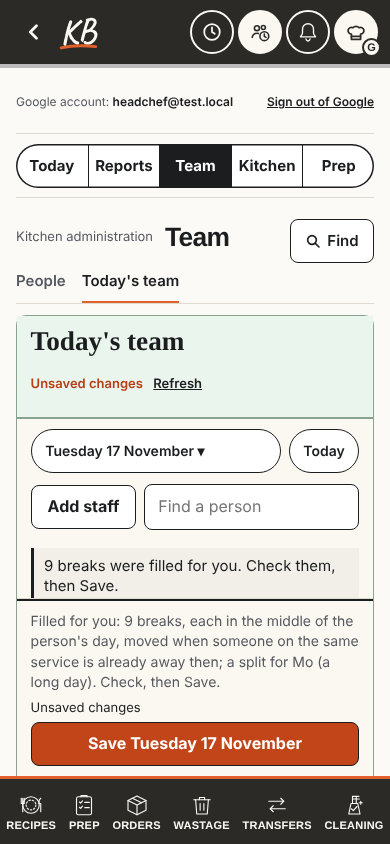 KB
G
Google account: headchef@test.local
Sign out of Google
Today
Reports
Team
Kitchen
Prep
Kitchen administration
Team
Find
People
Today's team
Today's team
Unsaved changes
Refresh
Tuesday 17 November ▾
Today
Add staff
Find a person
9 breaks were filled for you. Check them,
then Save.
Filled for you: 9 breaks, each in the middle of the
person's day, moved when someone on the same
service is already away then; a split for Mo (a
long day). Check, then Save.
Unsaved changes
Save Tuesday 17 November
RECIPES
PREP
ORDERS
WASTAGE
TRANSFERS
CLEANING